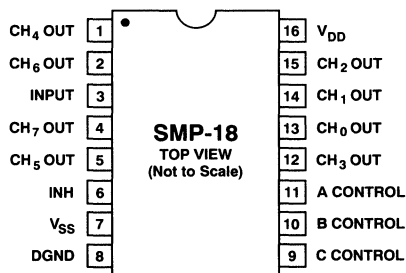 CH4 OUT 1 16 VDD
CH6 OUT 2 15 CH2 OUT
INPUT 3 14 CH1 OUT
CH7 OUT 4 13 CH0 OUT
SMP-18
TOP VIEW
(Not to Scale)
CH5 OUT 5 12 CH3 OUT
INH 6 11 A CONTROL
VSS 7 10 B CONTROL
DGND 8 9 C CONTROL